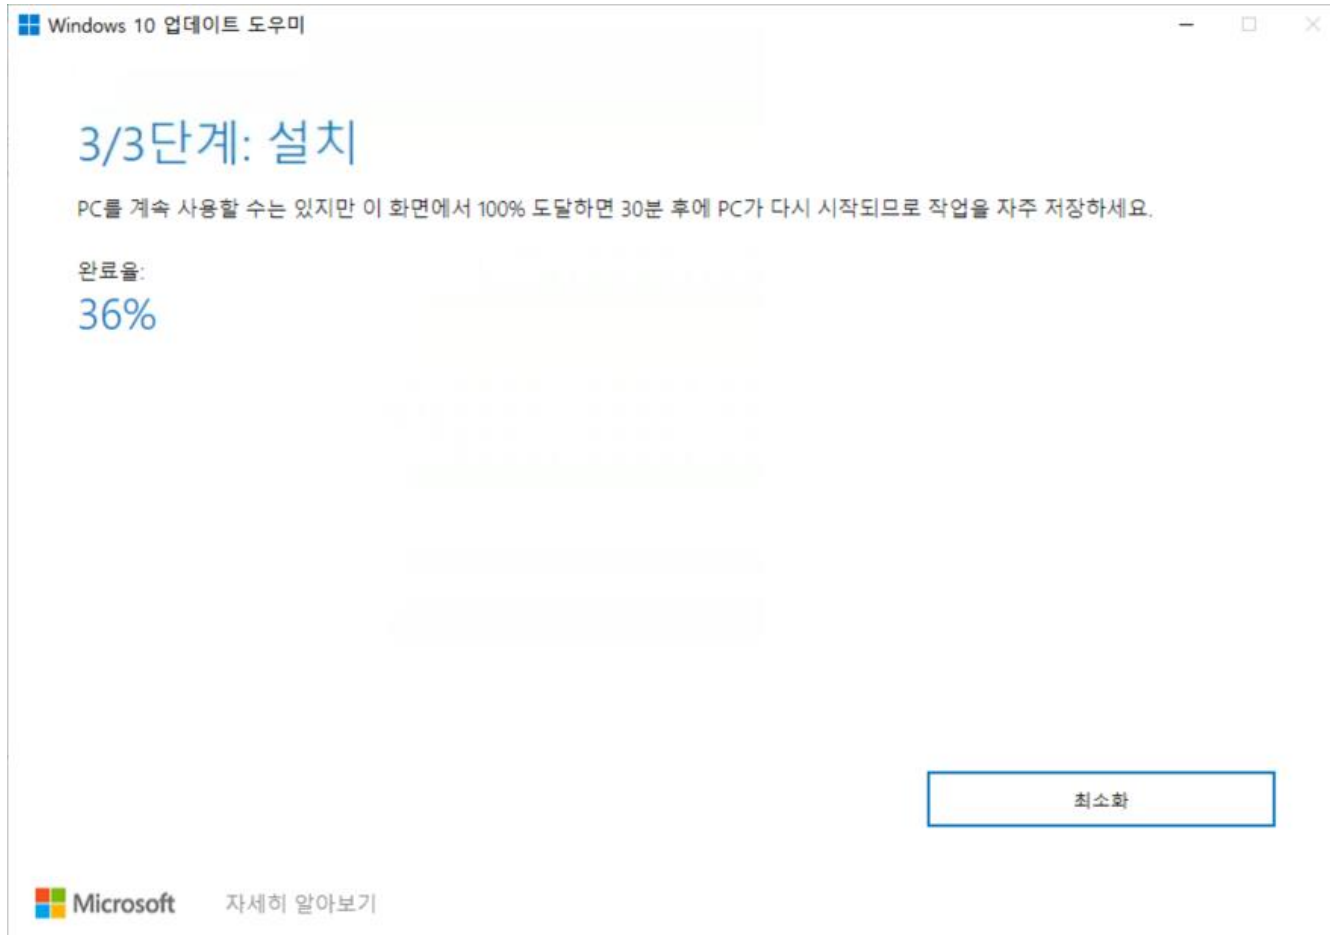 Windows 10 업데이트 도우미
3/3단계: 설치
PC를 계속 사용할 수는 있지만 이 화면에서 100% 도달하면 30분 후에 PC가 다시 시작되므로 작업을 자주 저장하세요.
완료율:
36%
최소화
Microsoft 자세히 알아보기